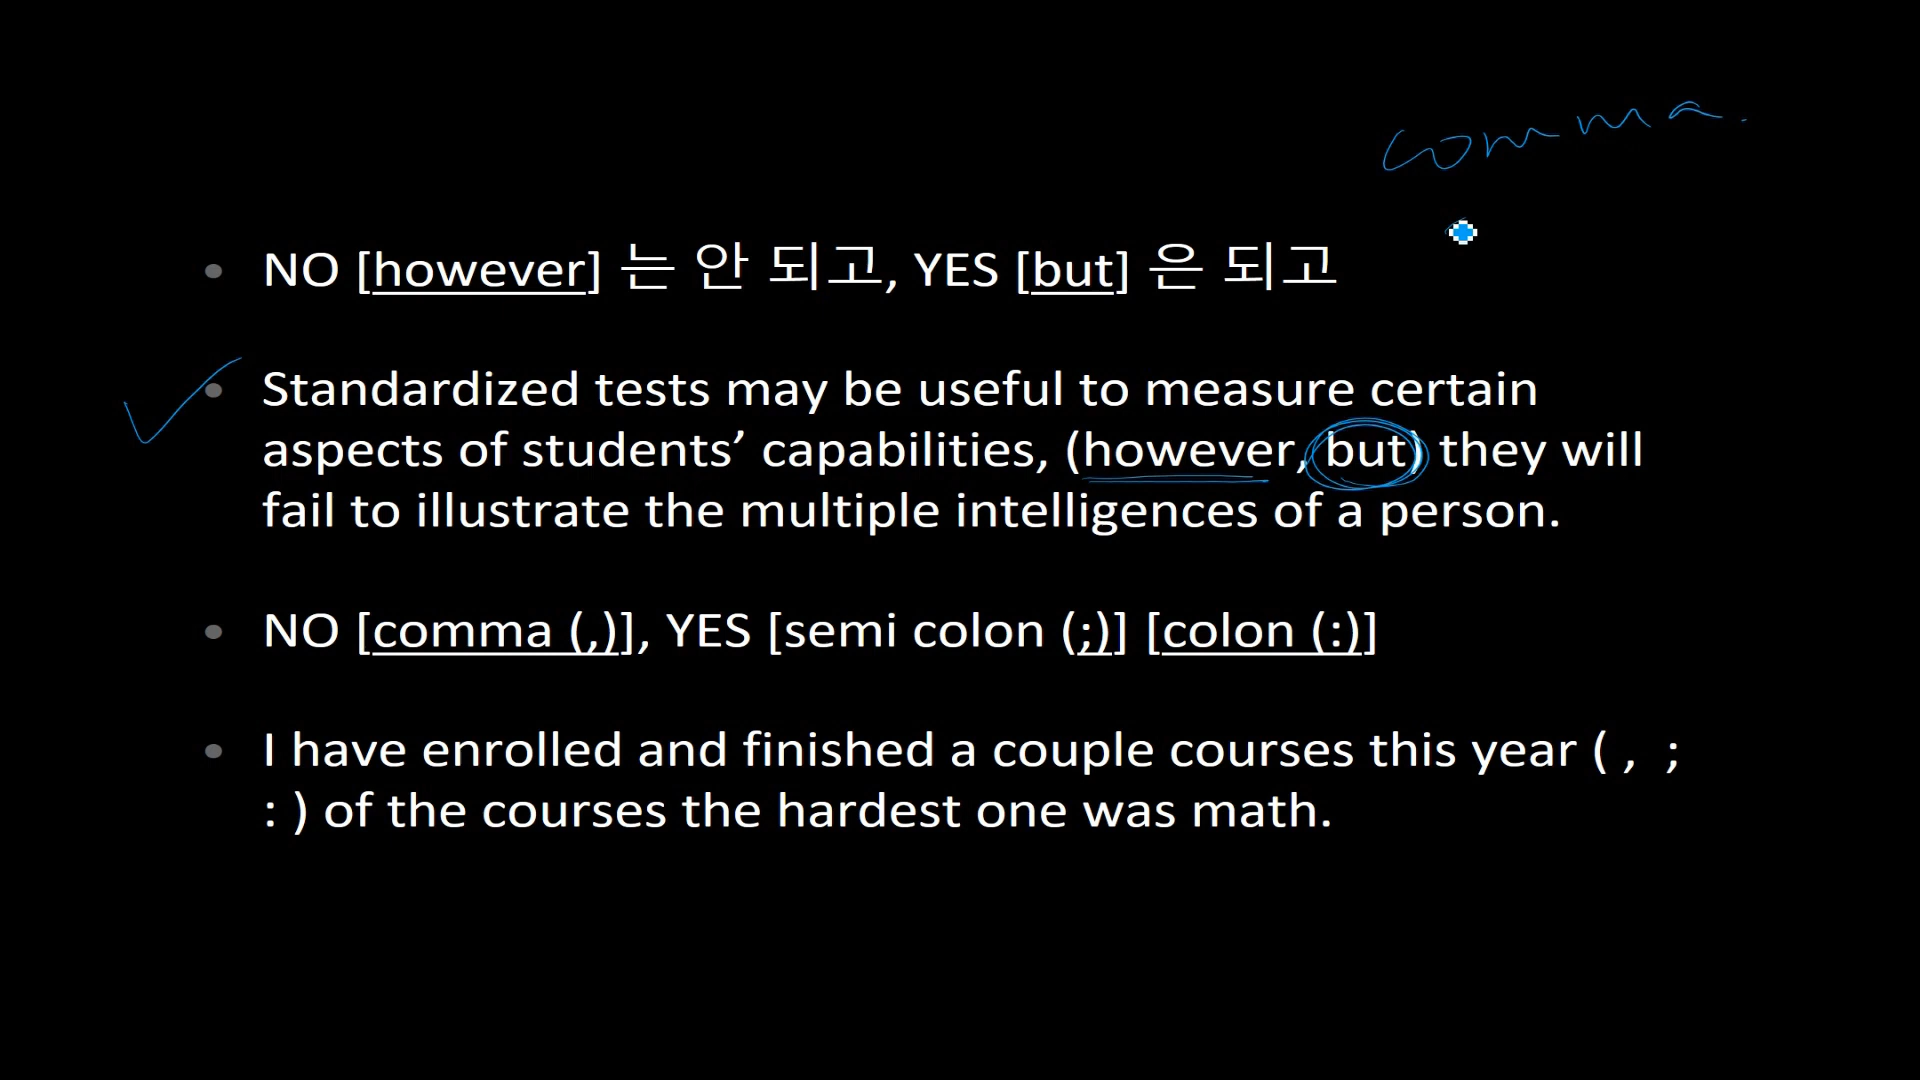 comma.
NO [however] 는 안 되고, YES [but] 은 되고
Standardized tests may be useful to measure certain
aspects of students’ capabilities, (however, but) they will
fail to illustrate the multiple intelligences of a person.
NO [comma (,)], YES [semi colon (;)] [colon (:)]
I have enrolled and finished a couple courses this year ( , ;
: ) of the courses the hardest one was math.